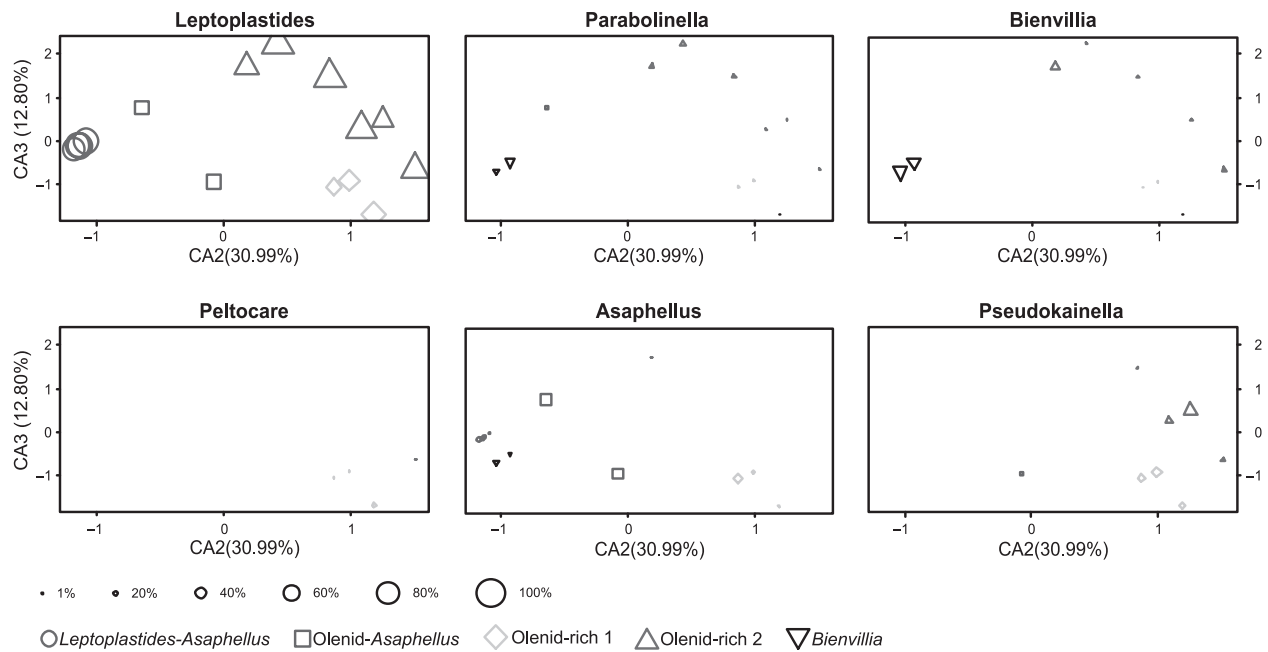 Leptoplastides Parabolinella Bienvillia
CA3 (12.80%)
2 2
1 1
0 0
−1 −1
−1 0 1 −1 0 1 −1 0 1
CA2(30.99%) CA2(30.99%) CA2(30.99%)
Peltocare Asaphellus Pseudokainella
CA3 (12.80%)
2 2
1 1
0 0
−1 −1
−1 0 1 −1 0 1 −1 0 1
CA2(30.99%) CA2(30.99%) CA2(30.99%)
1% 20% 40% 60% 80% 100%
Leptoplastides-Asaphellus Olenid-Asaphellus Olenid-rich 1 Olenid-rich 2 Bienvillia